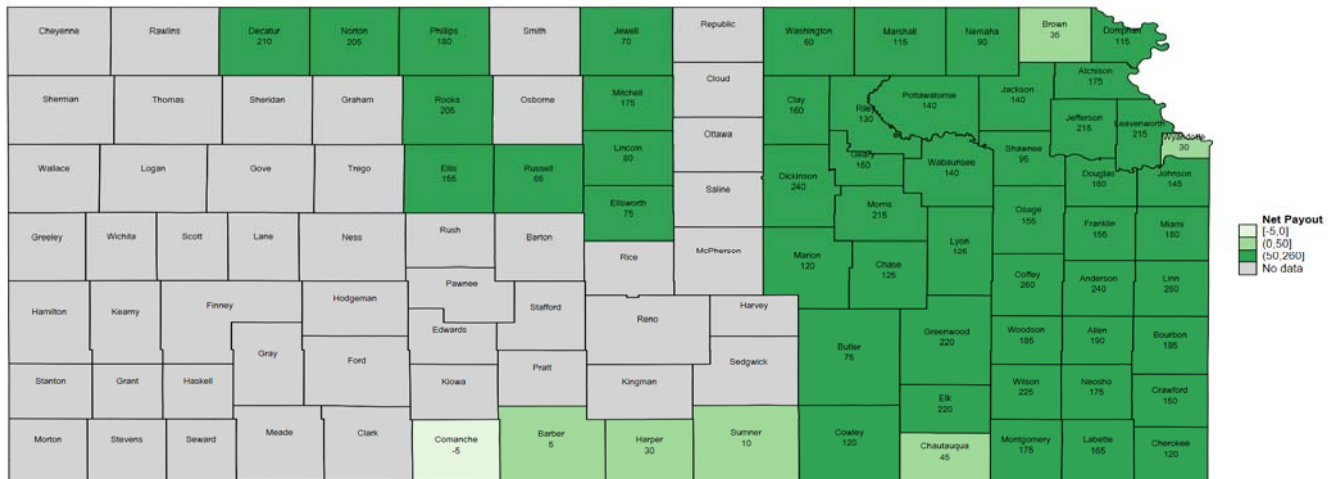 Cheyenne
Rawlins
Decatur
210
Norton
205
Phillips
180
Smith
Jewell
70
Republic
Washington
60
Marshall
115
Nemaha
90
Brown
35
Doniphan
115
Sherman
Thomas
Sheridan
Graham
Rooks
205
Osborne
Mitchell
175
Cloud
Clay
160
Riley
130
Pottawatomie
140
Jackson
140
Atchison
175
Jefferson
215
Leavenworth
215
Wyandotte
30
Wallace
Logan
Gove
Trego
Ellis
155
Russell
65
Lincoln
80
Ottawa
Saline
Ellsworth
75
Dickinson
240
Geary
160
Wabaunsee
140
Shawnee
95
Douglas
160
Johnson
145
Morris
215
Osage
155
Franklin
155
Miami
180
Greeley
Wichita
Scott
Lane
Ness
Rush
Barton
Rice
McPherson
Marion
120
Chase
125
Lyon
125
Coffey
260
Anderson
240
Linn
260
Hamilton
Kearny
Finney
Hodgeman
Pawnee
Stafford
Reno
Harvey
Edwards
Gray
Ford
Kiowa
Pratt
Kingman
Sedgwick
Butler
75
Greenwood
220
Woodson
185
Allen
190
Bourbon
185
Stanton
Grant
Haskell
Elk
220
Wilson
225
Neosho
175
Crawford
150
Morton
Stevens
Seward
Meade
Clark
Comanche
-5
Barber
5
Harper
30
Sumner
10
Cowley
120
Chautauqua
45
Montgomery
175
Labette
165
Cherokee
120
Net Payout
[-5,0]
(0,50]
(50,260]
No data